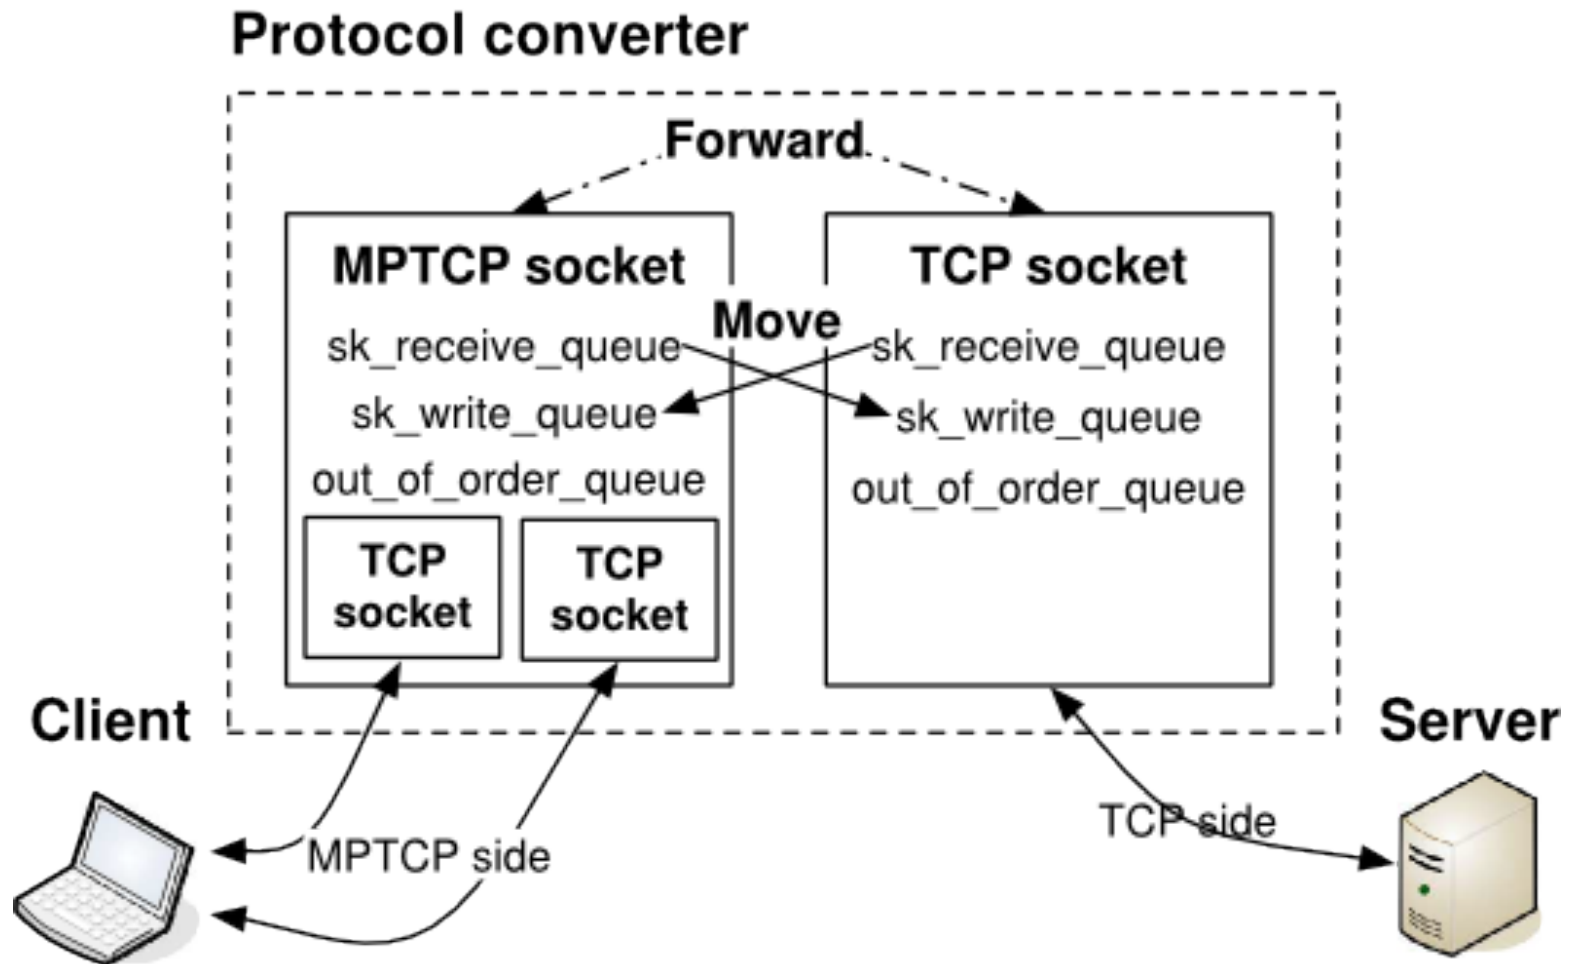 Protocol converter
Forward
MPTCP socket
TCP socket
Move
sk_receive_queue
sk_receive_queue
sk_write_queue
sk_write_queue
out_of_order_queue
out_of_order_queue
TCP
socket
TCP
socket
Client
Server
MPTCP side
TCP side